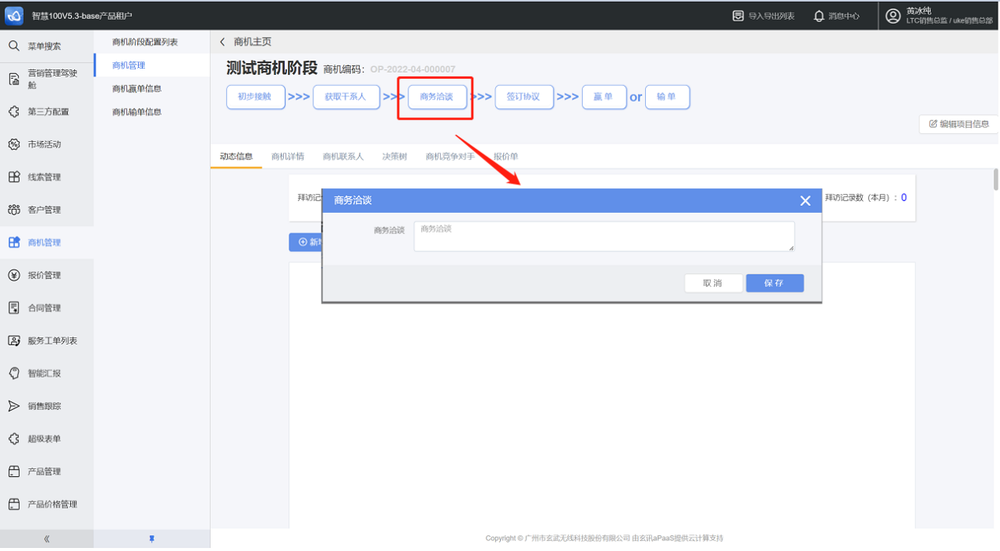 智慧100V5.3-base产品租户
导入导出列表
消息中心
黄冰纯
LTC销售总监 / uke销售总部
菜单搜索
营销管理驾驶
舱
第三方配置
市场活动
线索管理
客户管理
商机管理
报价管理
合同管理
服务工单列表
智能汇报
销售跟踪
超级表单
产品管理
产品价格管理
商机阶段配置列表
商机管理
商机赢单信息
商机输单信息
商机主页
测试商机阶段 商机编码： OP-2022-04-000007
初步接触 >>> 获取干系人 >>> 商务洽谈 >>> 签订协议 >>> 赢 单 or 输 单
编辑项目信息
动态信息 商机详情 商机联系人 决策树 商机竞争对手 报价单
拜访记
拜访记录数（本月）: 0
新增
商务洽谈
商务洽谈
商务洽谈
取 消
保 存
Copyright © 广州市玄武无线科技股份有限公司 由玄讯aPaaS提供云计算支持